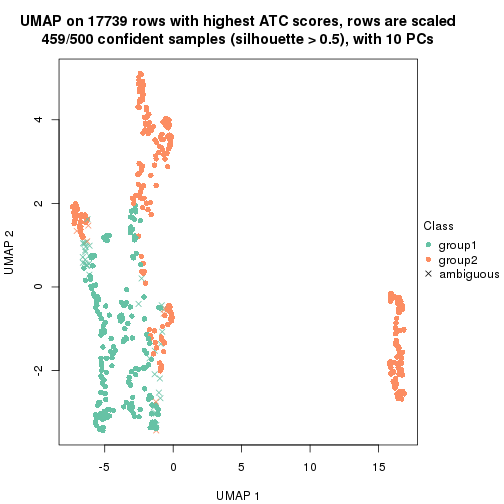 UMAP on 17739 rows with highest ATC scores, rows are scaled
459/500 confident samples (silhouette > 0.5), with 10 PCs
4
2
0
-2
UMAP 2
-5
0
5
10
15
UMAP 1
Class
group1
group2
ambiguous